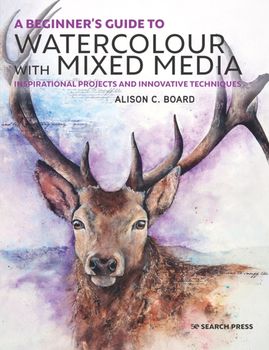 A BEGINNER'S GUIDE TO
WATERCOLOUR
WITH MIXED MEDIA
INSPIRATIONAL PROJECTS AND INNOVATIVE TECHNIQUES
ALISON C. BOARD
SEARCH PRESS